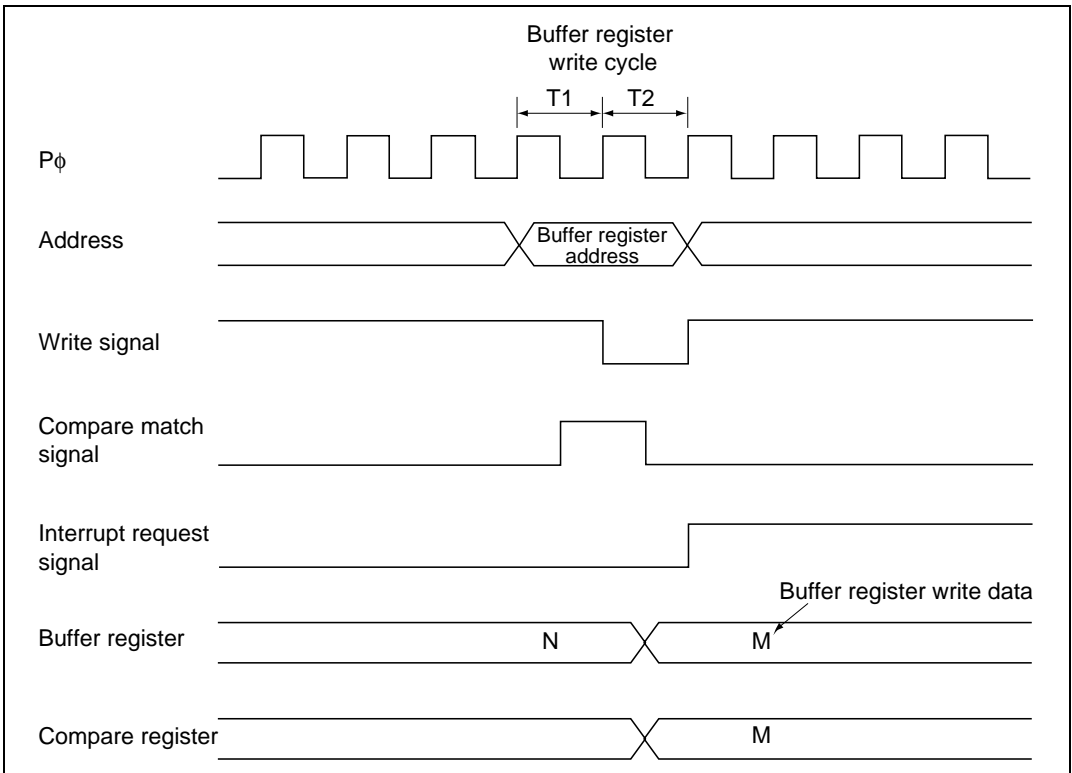 Buffer register
write cycle
T1 T2
Pϕ
Address
Buffer register
address
Write signal
Compare match
signal
Interrupt request
signal
Buffer register write data
Buffer register
N M
Compare register
M